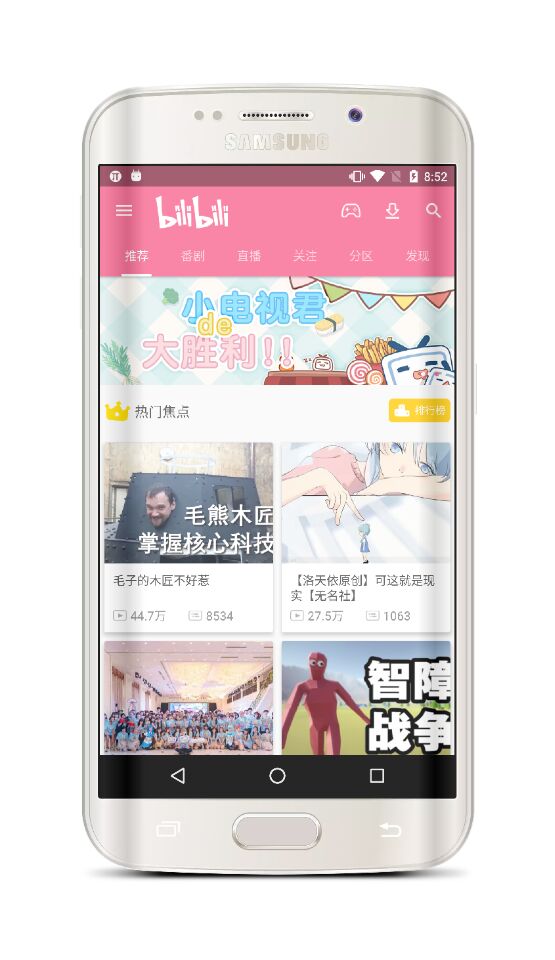 SAMSUNG
8:52
bilibili
推荐 番剧 直播 关注 分区 发现
小电视君
de
大胜利!!
热门焦点 排行榜
毛熊木匠
掌握核心科技
毛子的木匠不好惹
44.7万 8534
【洛天依原创】可这就是现
实【无名社】
27.5万 1063
智障
战争